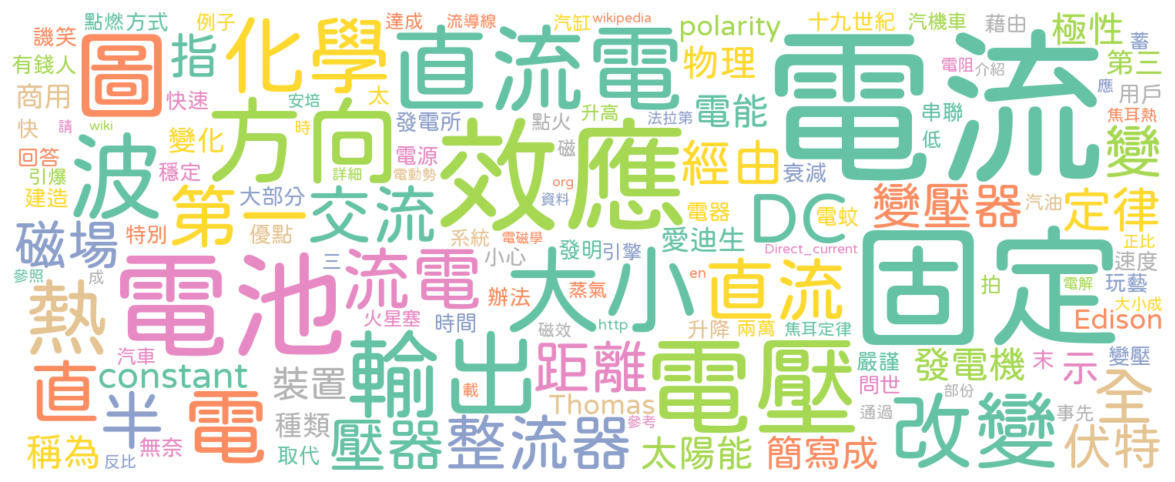 點燃方式 例子 達成 流導線 汽缸 wikipedia polarity 十九世紀 汽機車 藉由 極性 蓄
譏笑 圖 指 化學 直流電 物理 電流 電阻 介紹 第三
有錢人 快速 安培 太 升高 法拉第 電能 串聯 應 用戶
商用 方向 發電所 點火 效應 低 焦耳熱
快 請 wiki 變化 時 磁 經由 衰減 變
回答 波 穩定 詳細 電源 電動勢 org
引爆 大部分 資料 電器 DC 電蚊 變壓器 汽油 定律
建造 第一 交流 愛迪生
磁場 特別 優點 系統 電磁學 發明 引擎 Direct_current 固定 正比
參照 成 三 流電 小心 大小 en 直流 拍 速度
熱 電池 辦法 蒸氣 電解 玩藝
火星塞 時間 磁效 http 升降 兩萬 焦耳定律 大小成 Edison
汽車 輸出 距離 電壓 嚴謹 發電機 末 示 變壓
直 constant 裝置 載 問世 部份 全
半 電 種類 Thomas 參考 通過 改變 事先
稱為 反比 無奈 取代 壓器 整流器 太陽能 簡寫成 伏特